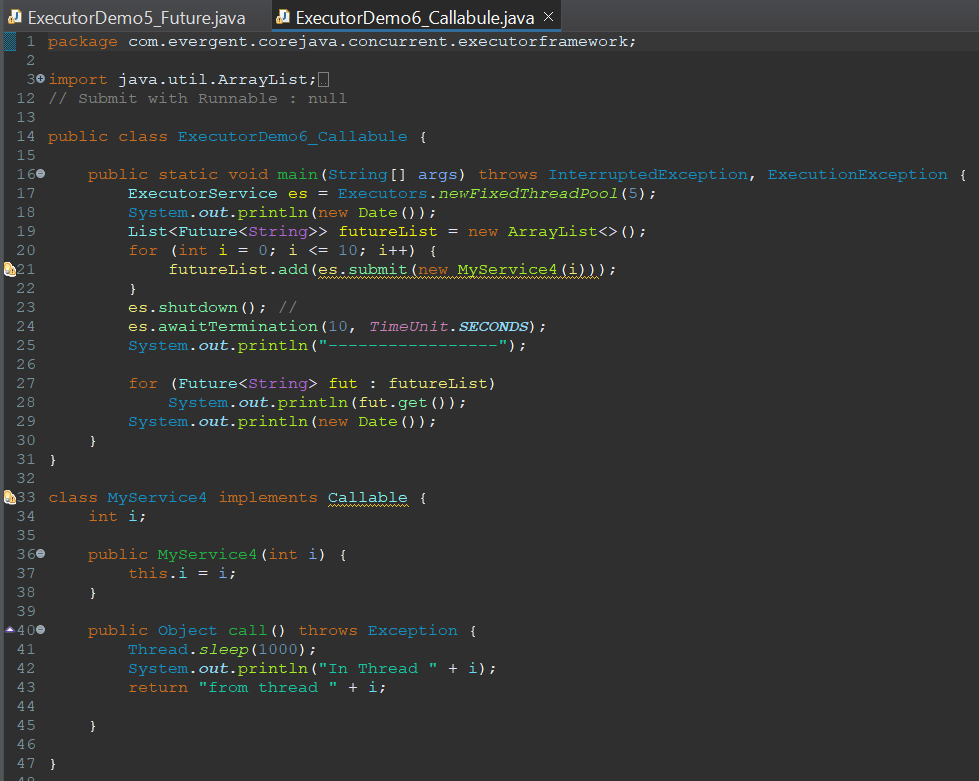 ExecutorDemo5_Future.java ExecutorDemo6_Callabule.java
1 package com.evergent.corejava.concurrent.executorframework;
2
3 import java.util.ArrayList;
12 // Submit with Runnable : null
13
14 public class ExecutorDemo6_Callabule {
15
16 public static void main(String[] args) throws InterruptedException, ExecutionException {
17 ExecutorService es = Executors.newFixedThreadPool(5);
18 System.out.println(new Date());
19 List<Future<String>> futureList = new ArrayList<>();
20 for (int i = 0; i <= 10; i++) {
21 futureList.add(es.submit(new MyService4(i)));
22 }
23 es.shutdown(); //
24 es.awaitTermination(10, TimeUnit.SECONDS);
25 System.out.println("-----------------");
26
27 for (Future<String> fut : futureList)
28 System.out.println(fut.get());
29 System.out.println(new Date());
30 }
31 }
32
33 class MyService4 implements Callable {
34 int i;
35
36 public MyService4(int i) {
37 this.i = i;
38 }
39
40 public Object call() throws Exception {
41 Thread.sleep(1000);
42 System.out.println("In Thread " + i);
43 return "from thread " + i;
44
45 }
46
47 }